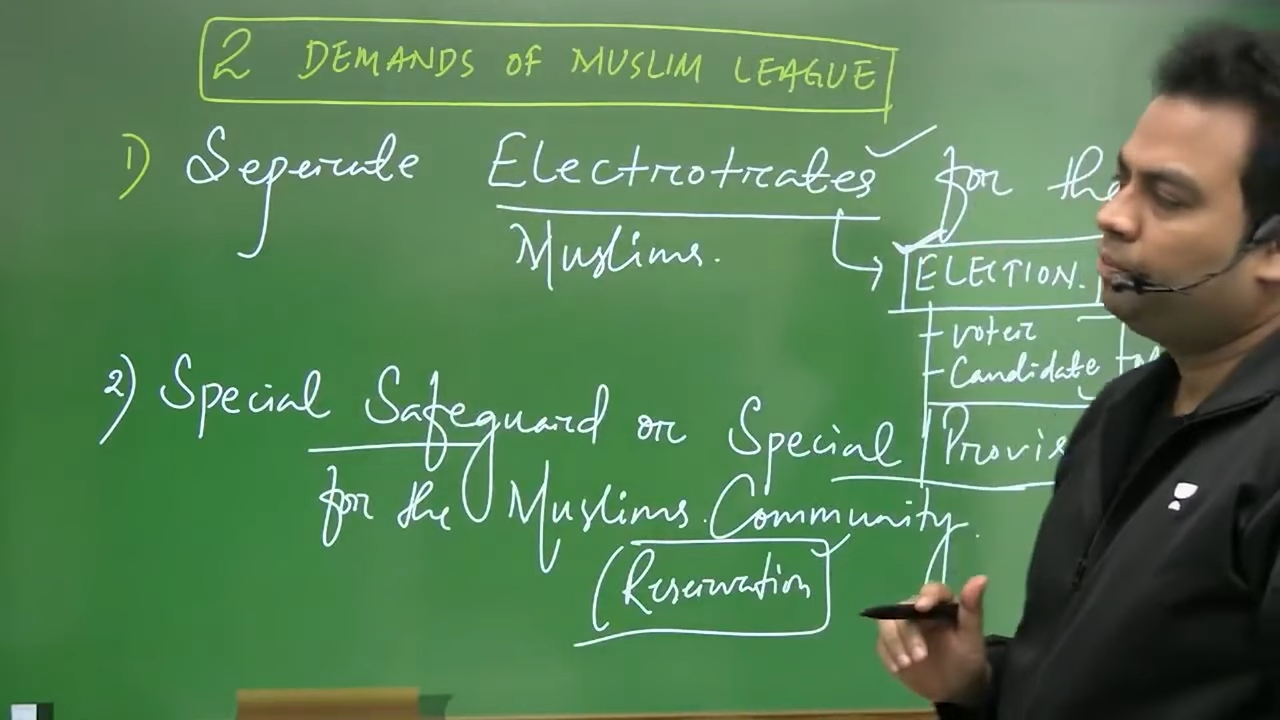 2 DEMANDS OF MUSLIM LEAGUE
1) Seperate Electrotrates for the
Muslims.
ELECTION.
- voter
- Candidate
2) Special Safeguard or Special Provis
for the Muslims. Community.
(Reservation